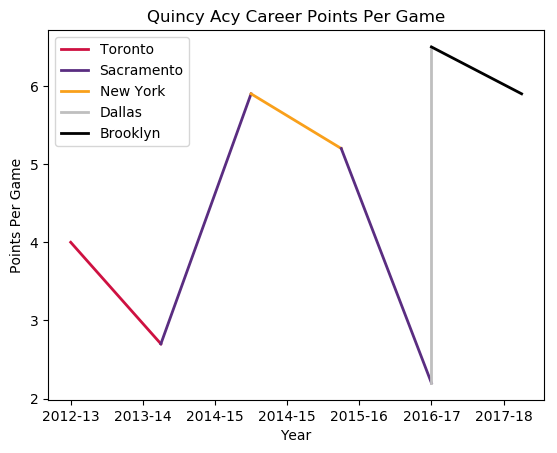 Quincy Acy Career Points Per Game
Toronto
Sacramento
New York
Dallas
Brooklyn
Points Per Game
6
5
4
3
2
2012-13 2013-14 2014-15 2014-15 2015-16 2016-17 2017-18
Year